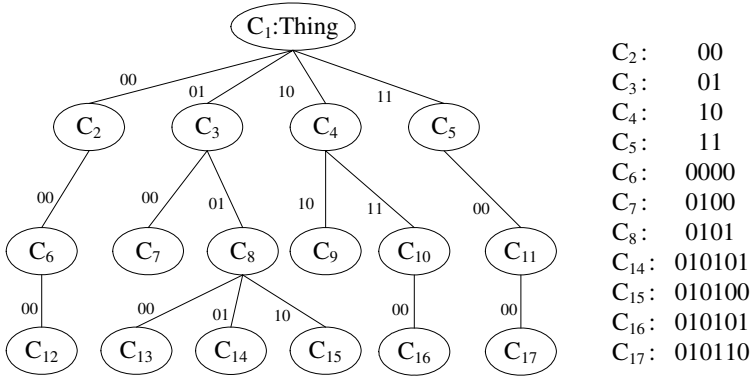 C₁:Thing
00 01 10 11
C₂ C₃ C₄ C₅
00 00 01 10 11 00
C₆ C₇ C₈ C₉ C₁₀ C₁₁
00 00 01 10 00 00
C₁₂ C₁₃ C₁₄ C₁₅ C₁₆ C₁₇
C₂: 00
C₃: 01
C₄: 10
C₅: 11
C₆: 0000
C₇: 0100
C₈: 0101
C₁₄: 010101
C₁₅: 010100
C₁₆: 010101
C₁₇: 010110